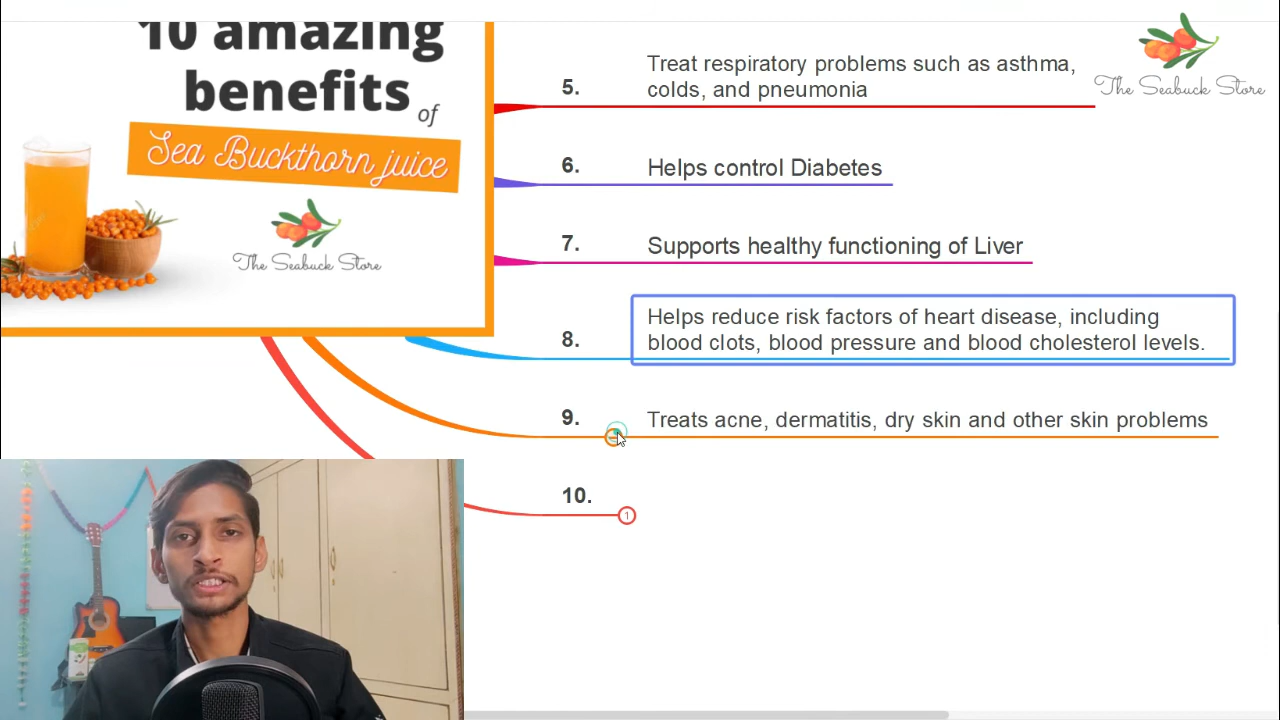 10 amazing
benefits
of
Sea Buckthorn juice
The Seabuck Store
The Seabuck Store
5.
Treat respiratory problems such as asthma,
colds, and pneumonia
6.
Helps control Diabetes
7.
Supports healthy functioning of Liver
8.
Helps reduce risk factors of heart disease, including
blood clots, blood pressure and blood cholesterol levels.
9.
Treats acne, dermatitis, dry skin and other skin problems
10.
1